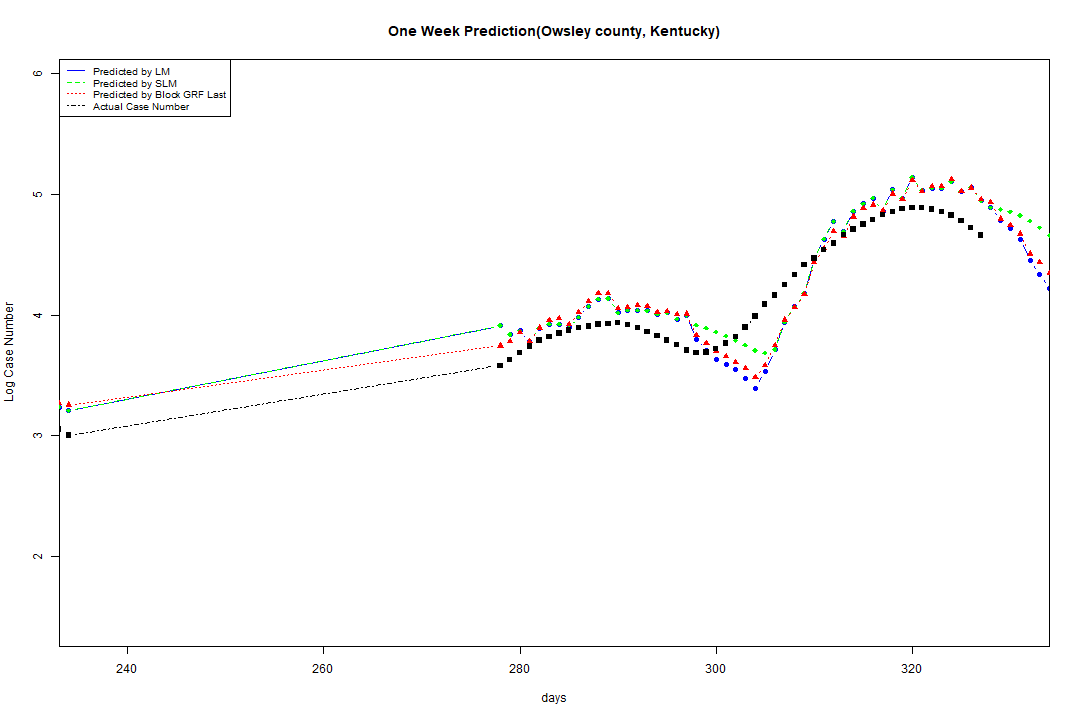 One Week Prediction(Owsley county, Kentucky)
Predicted by LM
Predicted by SLM
Predicted by Block GRF Last
Actual Case Number
6
5
4
3
2
Log Case Number
240
260
280
300
320
days